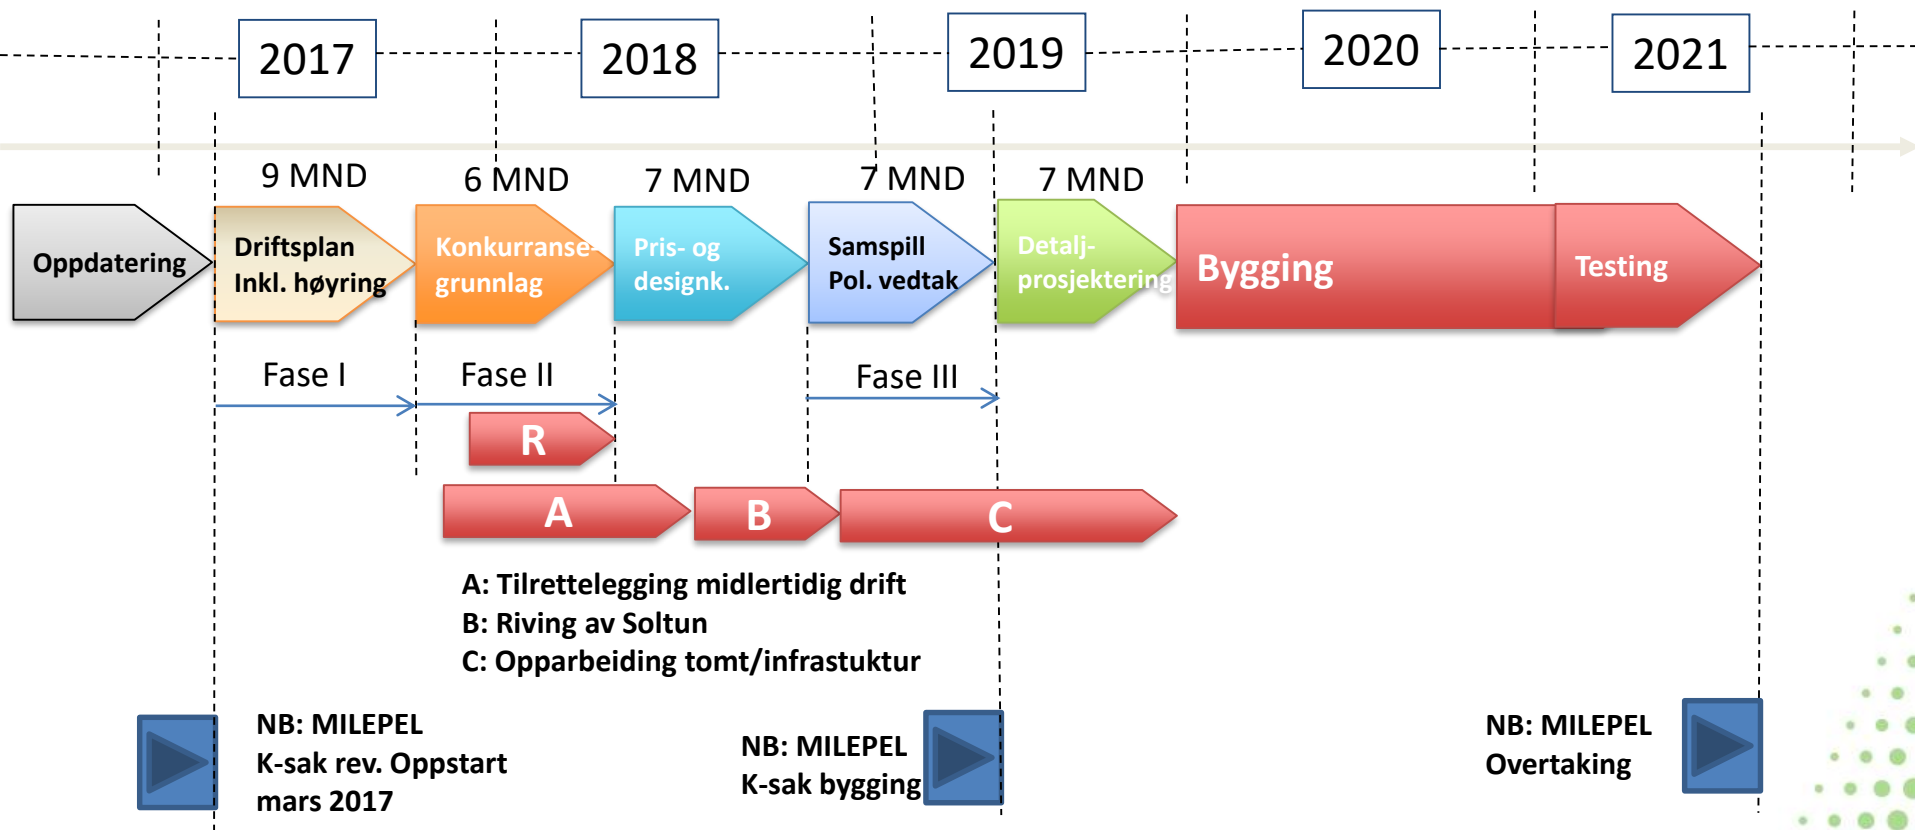 2017
2018
2019
2020
2021
9 MND
6 MND
7 MND
7 MND
7 MND
Oppdatering
Driftsplan
Inkl. høyring
Konkurranse-
grunnlag
Pris- og
designk.
Samspill
Pol. vedtak
Detalj-
prosjektering
Bygging
Testing
Fase I
Fase II
Fase III
R
A
B
C
A: Tilrettelegging midlertidig drift
B: Riving av Soltun
C: Opparbeiding tomt/infrastuktur
NB: MILEPEL
K-sak rev. Oppstart
mars 2017
NB: MILEPEL
K-sak bygging
NB: MILEPEL
Overtaking